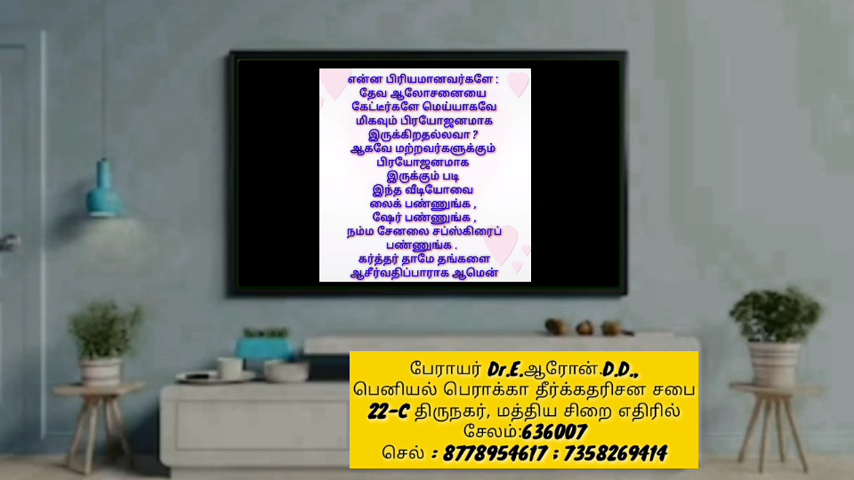 என்ன பிரியமானவர்களே :
தேவ ஆலோசனையை
கேட்டீர்களே மெய்யாகவே
மிகவும் பிரயோஜனமாக
இருக்கிறதல்லவா ?
ஆகவே மற்றவர்களுக்கும்
பிரயோஜனமாக
இருக்கும் படி
இந்த வீடியோவை
லைக் பண்ணுங்க ,
ஷேர் பண்ணுங்க ,
நம்ம சேனலை சப்ஸ்கிரைப்
பண்ணுங்க .
கர்த்தர் தாமே தங்களை
ஆசீர்வதிப்பாராக ஆமென்
பேராயர் Dr.E.ஆரோன்.D.D.,
பெனியல் பெராக்கா தீர்க்கதரிசன சபை
22-C திருநகர், மத்திய சிறை எதிரில்
சேலம்:636007
செல் : 8778954617 ; 7358269414